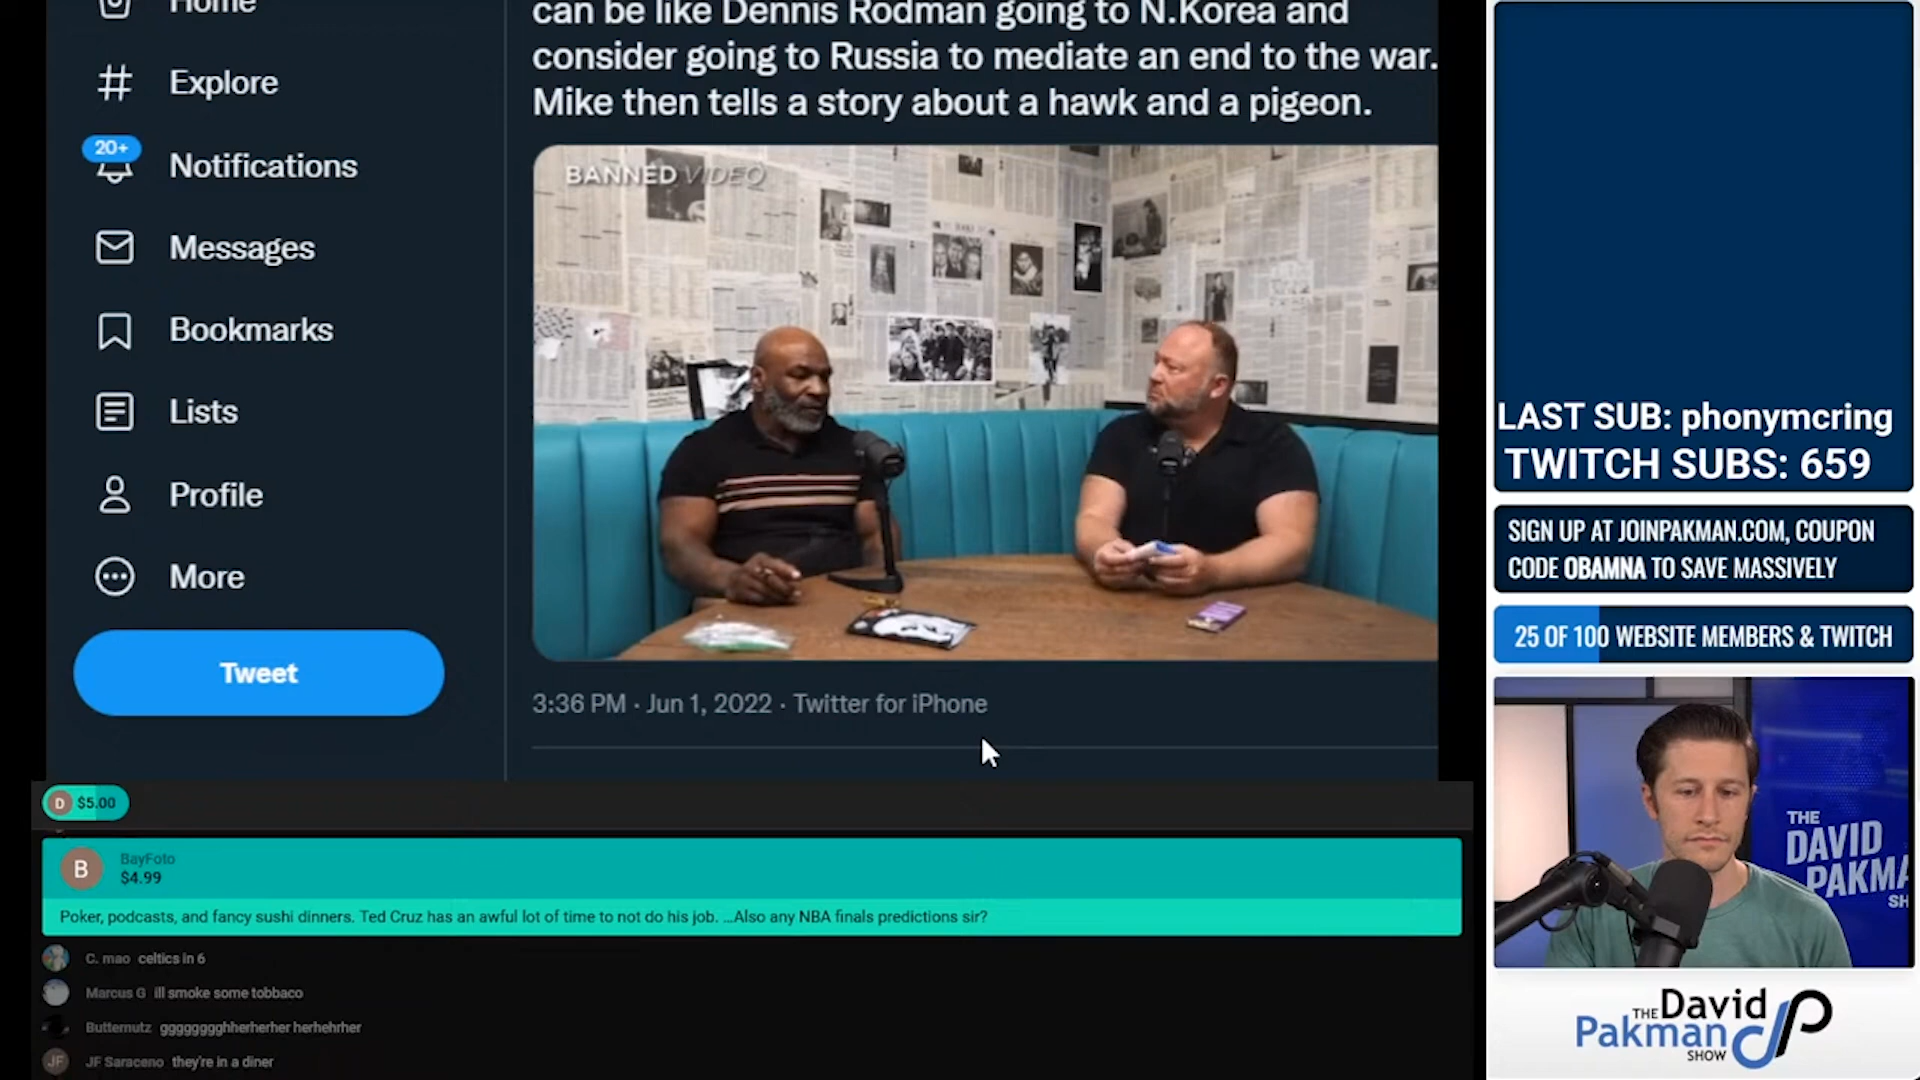 Home
Explore
20+
Notifications
Messages
Bookmarks
Lists
Profile
More
Tweet
can be like Dennis Rodman going to N.Korea and
consider going to Russia to mediate an end to the war.
Mike then tells a story about a hawk and a pigeon.
BANNED VIDEO
3:36 PM · Jun 1, 2022 · Twitter for iPhone
D $5.00
B
BayFoto
$4.99
Poker, podcasts, and fancy sushi dinners. Ted Cruz has an awful lot of time to not do his job. ...Also any NBA finals predictions sir?
C. mao celtics in 6
Marcus G ill smoke some tobbaco
Butternutz ggggggggghherherher herhehrher
JF JF Saraceno they're in a diner
LAST SUB: phonymcring
TWITCH SUBS: 659
SIGN UP AT JOINPAKMAN.COM, COUPON
CODE OBAMNA TO SAVE MASSIVELY
25 OF 100 WEBSITE MEMBERS & TWITCH
THE
DAVID
PAKMA
SH
THE David
Pakman
SHOW